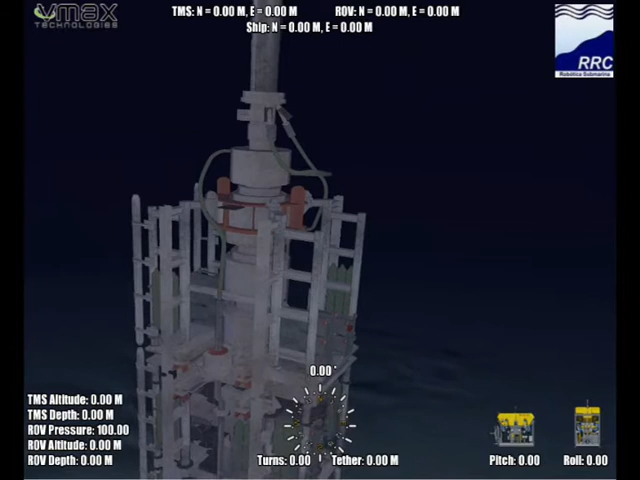 vmax
TECHNOLOGIES
TMS: N = 0.00 M, E = 0.00 M
ROV: N = 0.00 M, E = 0.00 M
Ship: N = 0.00 M, E = 0.00 M
RRC
Robótica Submarina
0.00 °
TMS Altitude: 0.00 M
TMS Depth: 0.00 M
ROV Pressure: 100.00
ROV Altitude: 0.00 M
ROV Depth: 0.00 M
Turns: 0.00
Tether: 0.00 M
Pitch: 0.00
Roll: 0.00